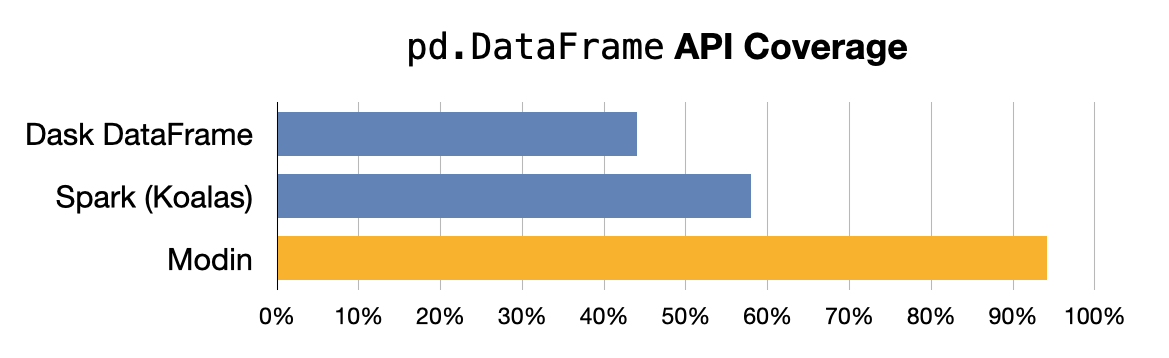 pd.DataFrame API Coverage
Dask DataFrame
Spark (Koalas)
Modin
0% 10% 20% 30% 40% 50% 60% 70% 80% 90% 100%